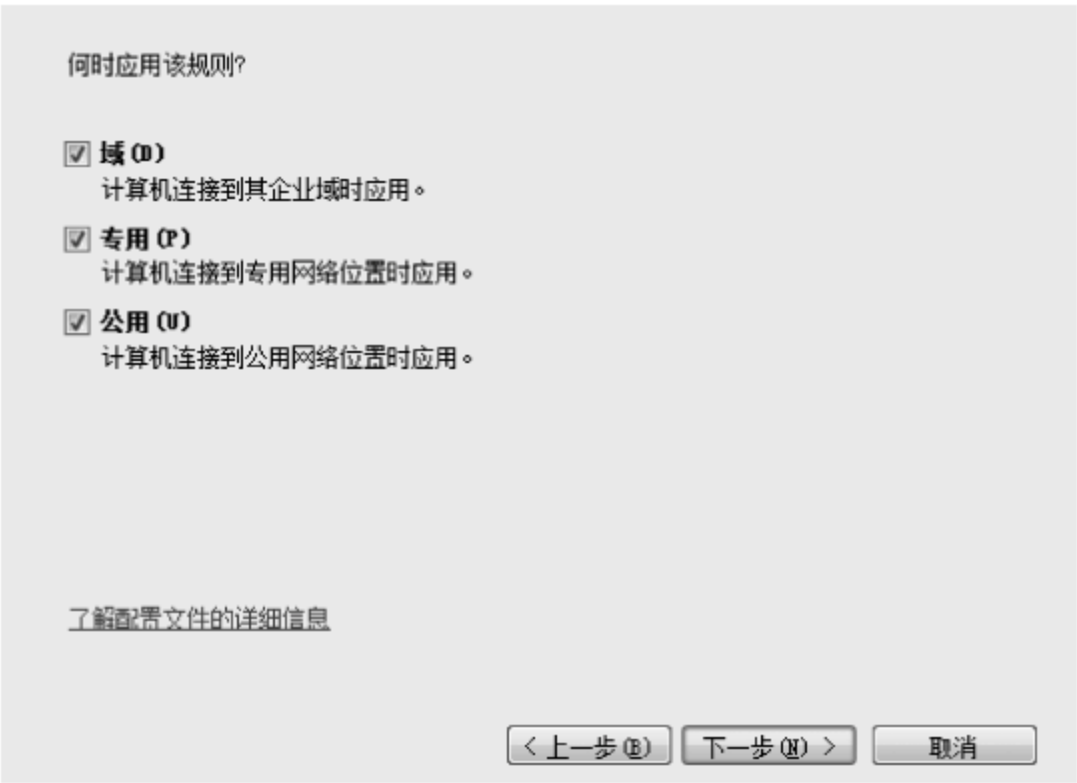 何时应用该规则?
域(D)
计算机连接到其企业域时应用。
专用(P)
计算机连接到专用网络位置时应用。
公用(U)
计算机连接到公用网络位置时应用。
了解配置文件的详细信息
< 上一步(B)
下一步(N) >
取消